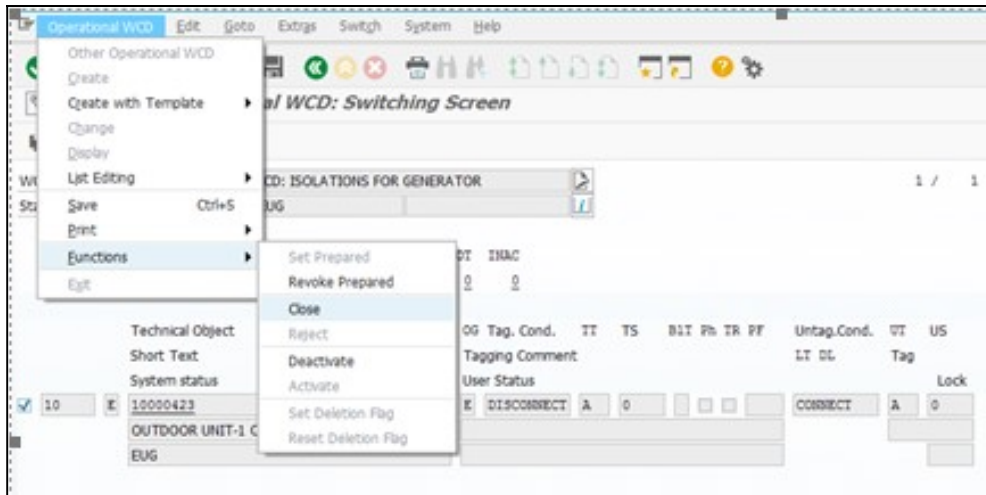 Operational WCD Edit Goto Extras Switch System Help
Other Operational WCD
Create
Create with Template
al WCD: Switching Screen
Change
Display
List Editing
CD: ISOLATIONS FOR GENERATOR
1 / 1
Save Ctrl+S
UG
Print
Functions
Exit
Set Prepared
Revoke Prepared
Close
Reject
Deactivate
Activate
Set Deletion Flag
Reset Deletion Flag
DT INAC
0 0
Technical Object OG Tag. Cond. TT TS BlT Ph TR PF Untag.Cond. UT US
Short Text Tagging Comment LT DL Tag
System status User Status Lock
10 E 10000423 E DISCONNECT A 0 CONNECT A 0
OUTDOOR UNIT-1 C
EUG